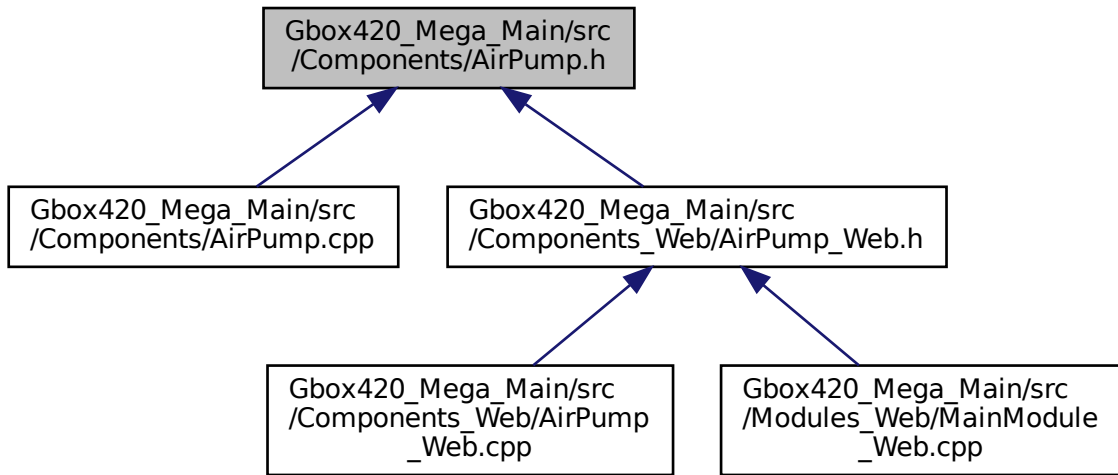 Gbox420_Mega_Main/src
/Components/AirPump.h
Gbox420_Mega_Main/src
/Components/AirPump.cpp
Gbox420_Mega_Main/src
/Components_Web/AirPump_Web.h
Gbox420_Mega_Main/src
/Components_Web/AirPump
_Web.cpp
Gbox420_Mega_Main/src
/Modules_Web/MainModule
_Web.cpp